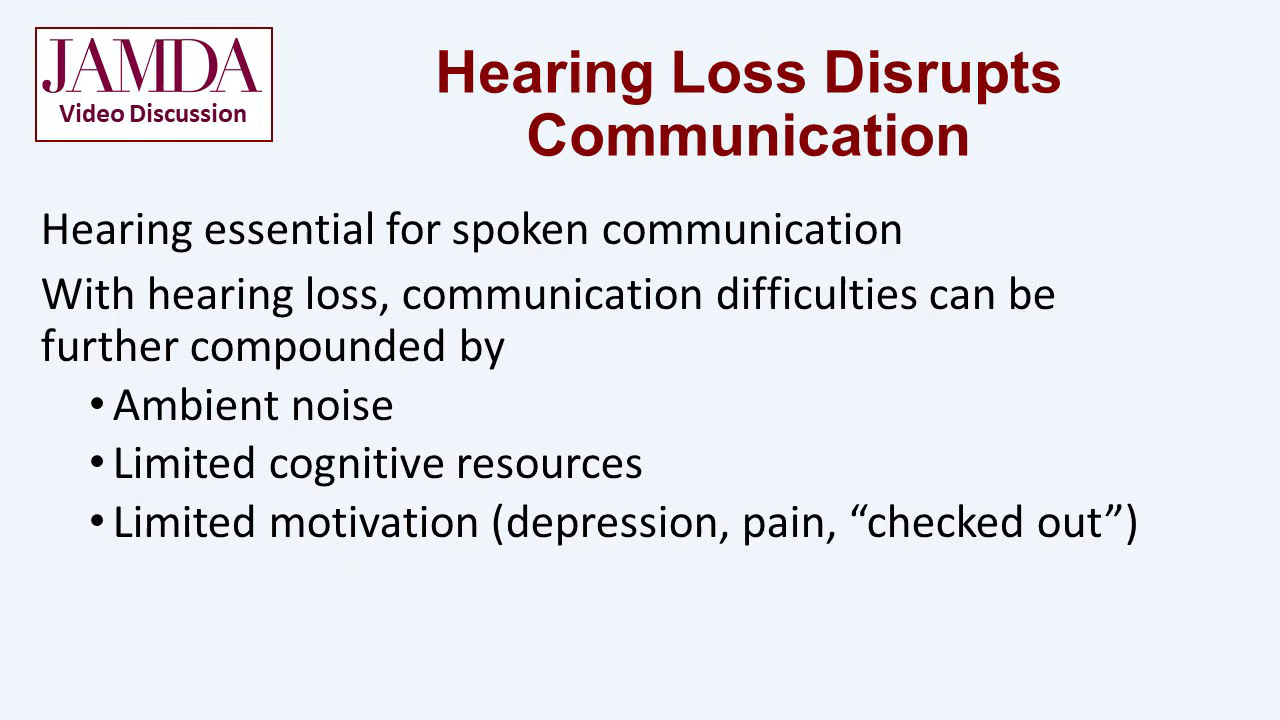 JAMDA
Video Discussion
Hearing Loss Disrupts
Communication
Hearing essential for spoken communication
With hearing loss, communication difficulties can be
further compounded by
• Ambient noise
• Limited cognitive resources
• Limited motivation (depression, pain, “checked out”)